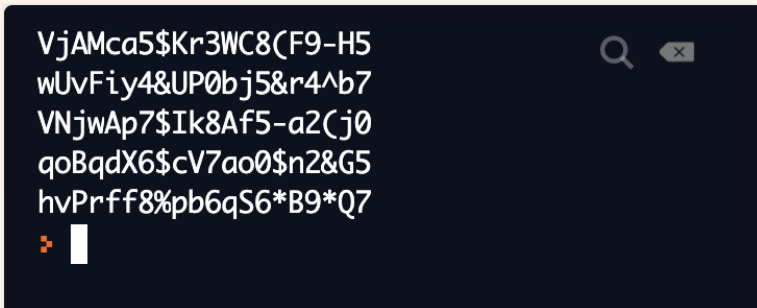 VjAMca5$Kr3WC8(F9-H5
wUvFiy4&UP0bj5&r4^b7
VNjwAp7$Ik8Af5-a2(j0
qoBqdX6$cV7ao0$n2&G5
hvPrff8%pb6qS6*B9*Q7
>